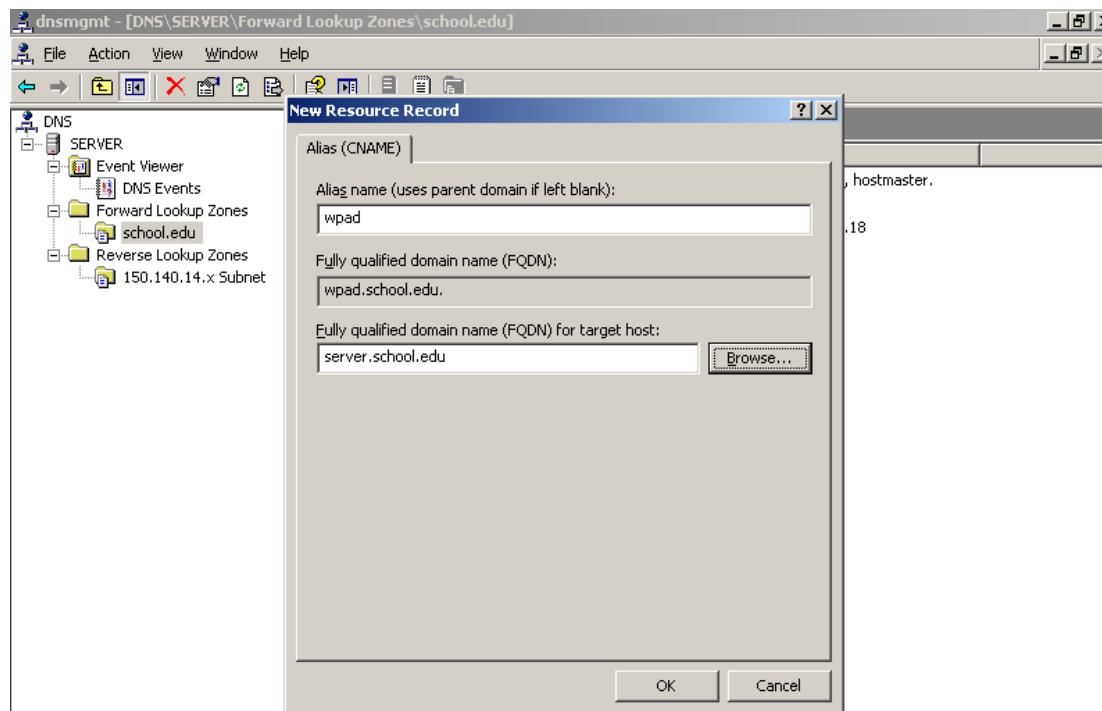 dnsmgmt - [DNS\SERVER\Forward Lookup Zones\school.edu]
File Action View Window Help
New Resource Record
DNS
SERVER
Event Viewer
DNS Events
Forward Lookup Zones
school.edu
Reverse Lookup Zones
150.140.14.x Subnet
Alias (CNAME)
Alias name (uses parent domain if left blank):
wpad
Fully qualified domain name (FQDN):
wpad.school.edu.
Fully qualified domain name (FQDN) for target host:
server.school.edu
Browse...
OK Cancel
, hostmaster.
.18